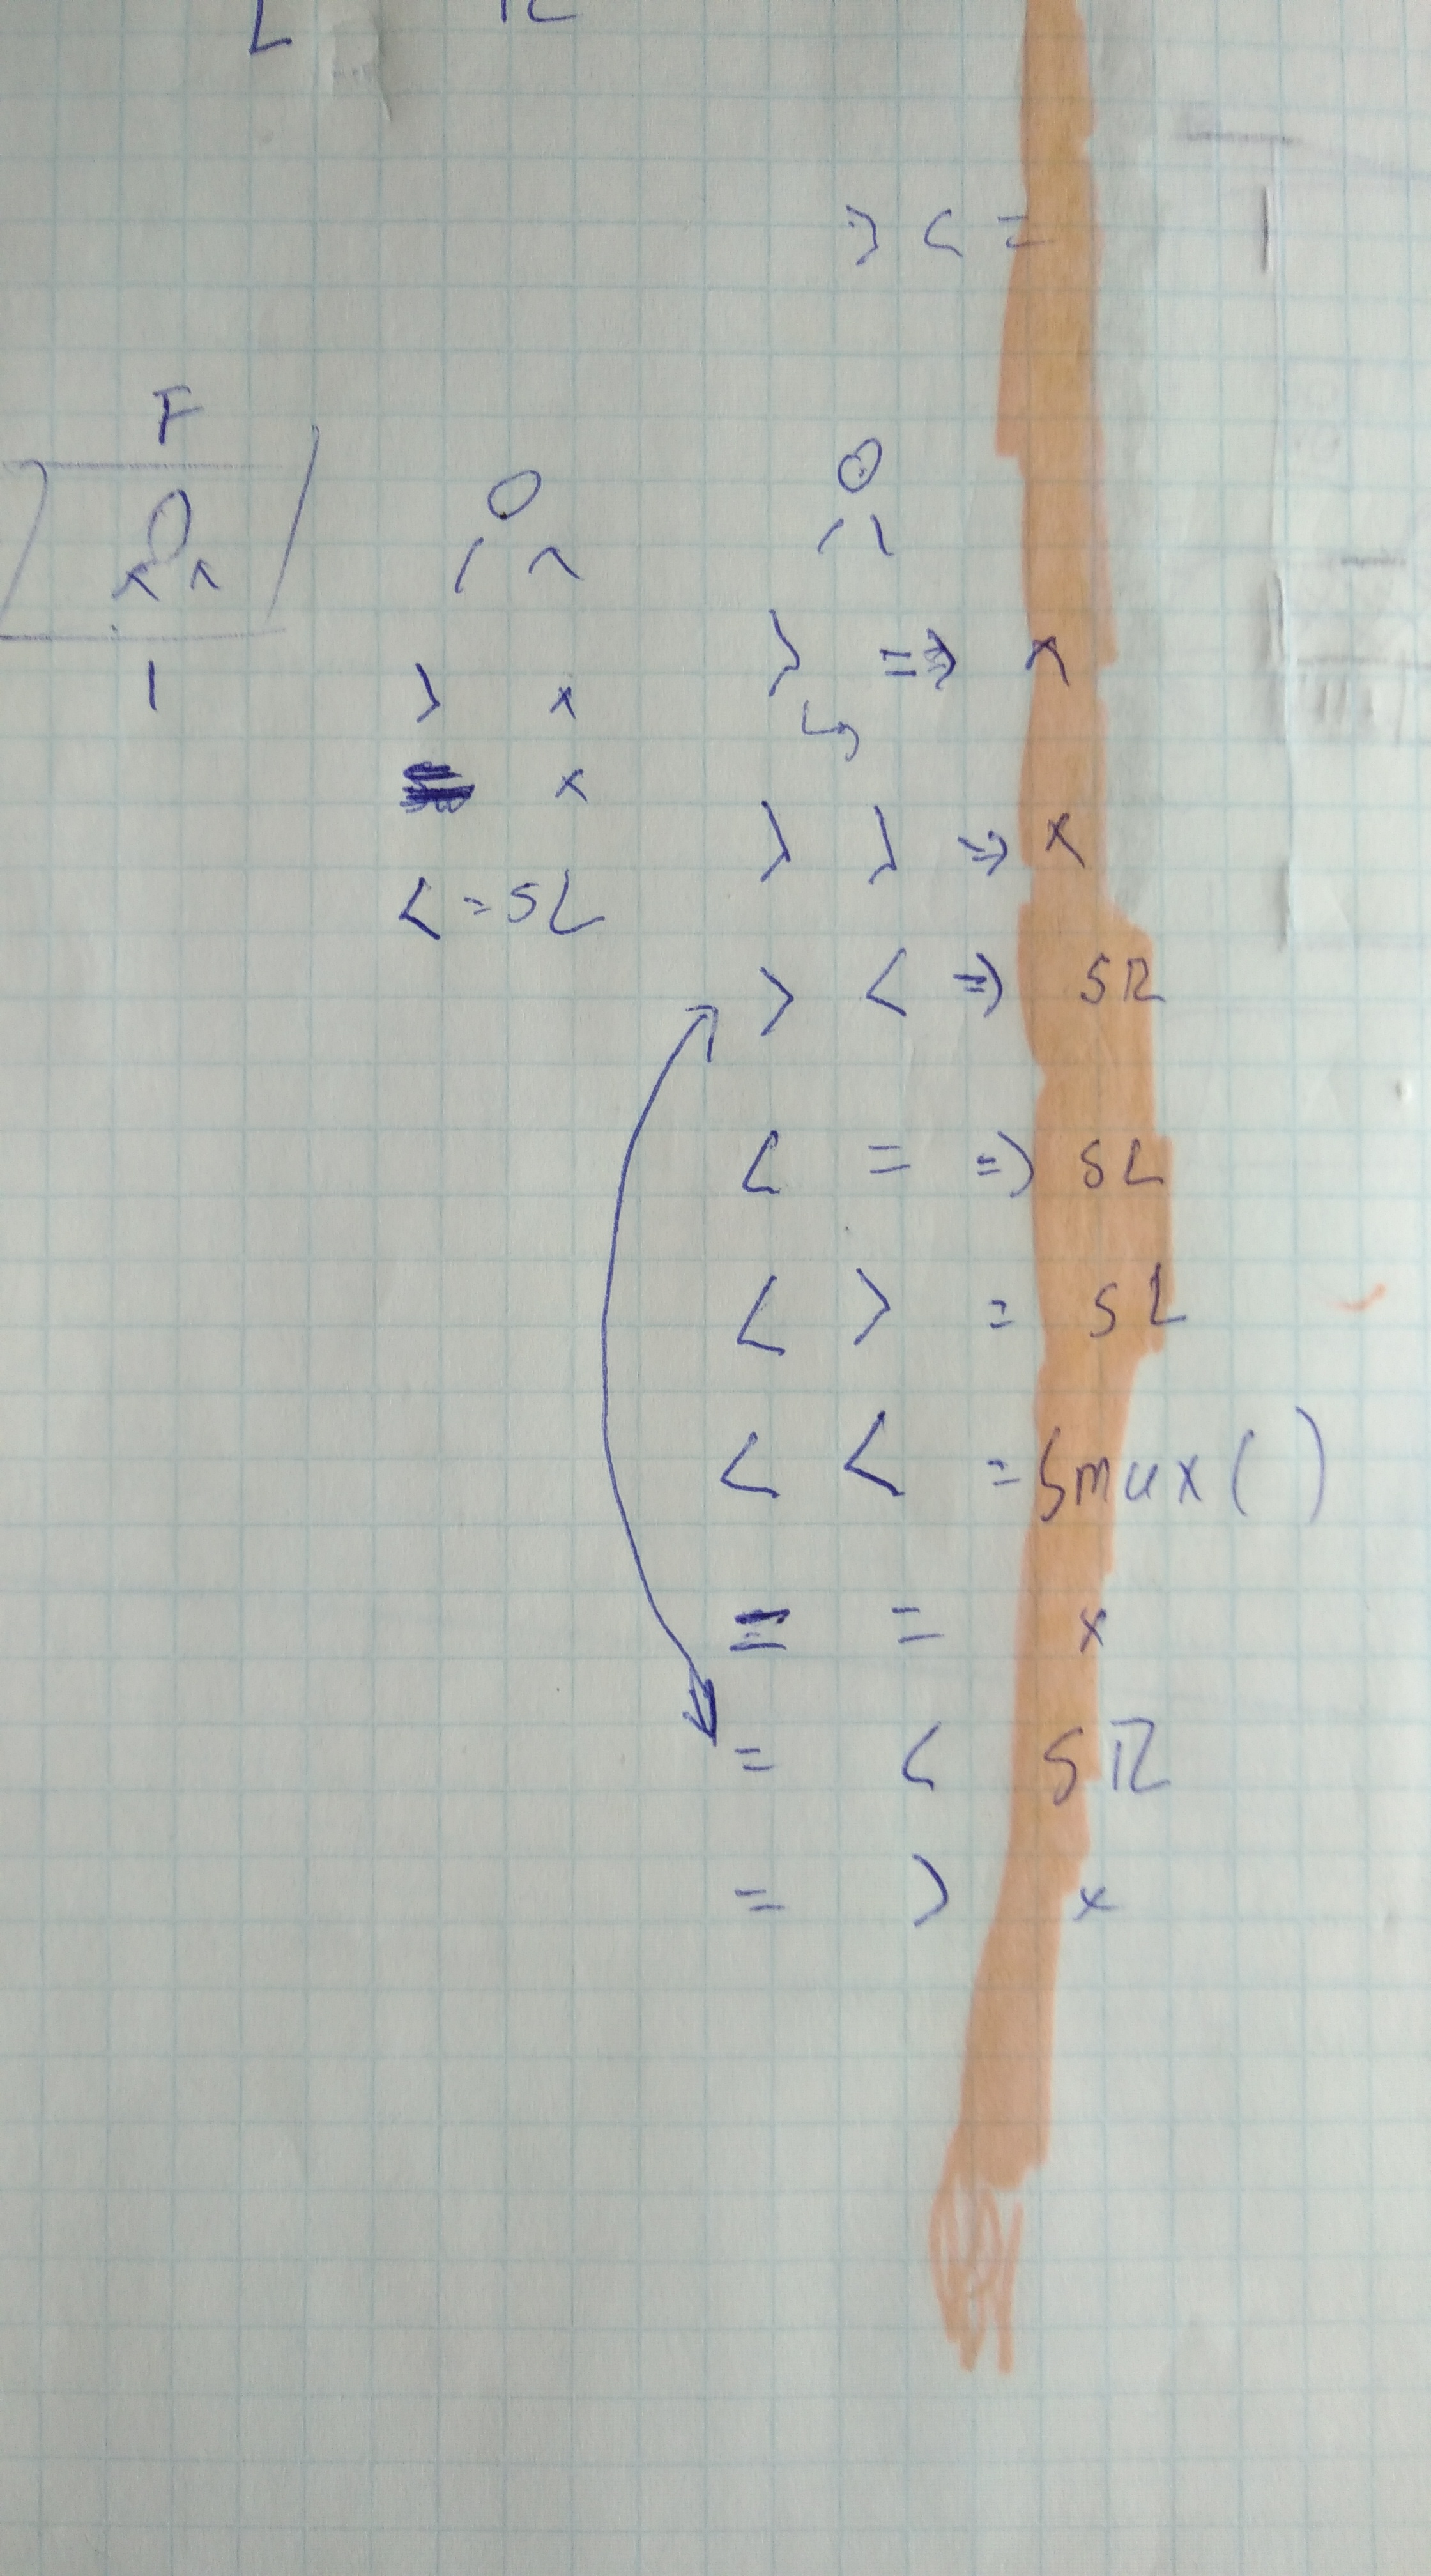 L R
> < =
F
1
> x
x
< = SL
> => x
> > => x
> < => SR
< = => SL
< > = SL
< < = Smax()
= = x
= < SR
= > x